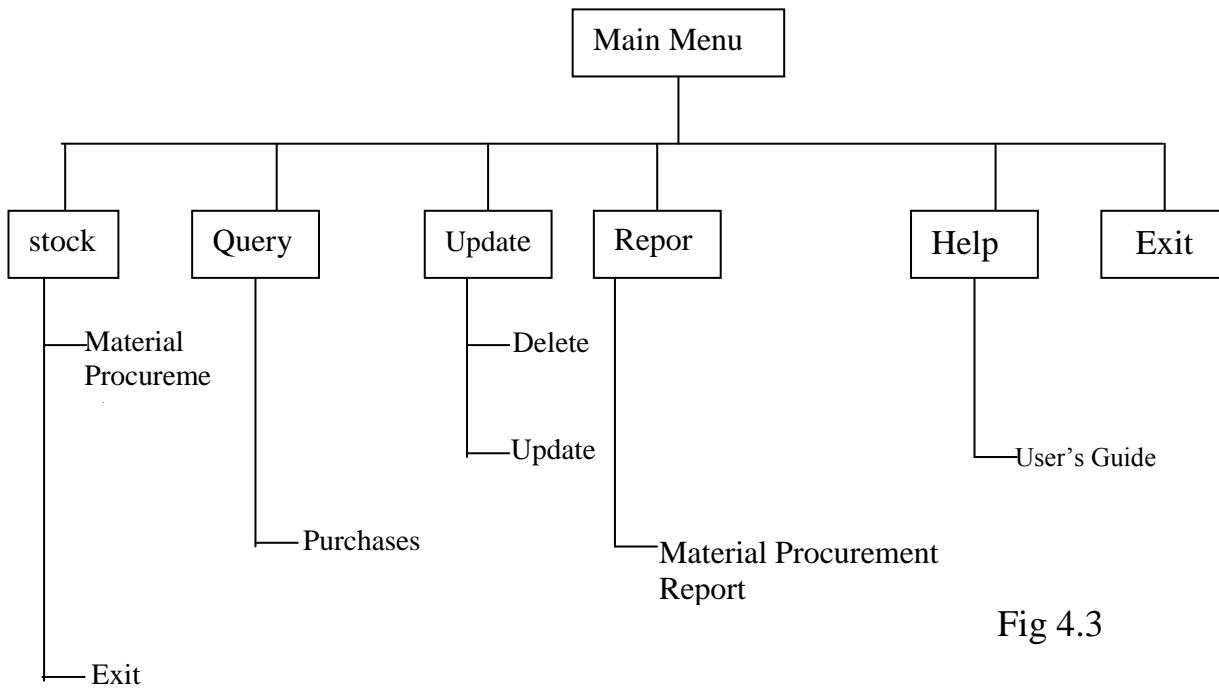 Main Menu
stock
Query
Update
Repor
Help
Exit
Material
Procureme
Delete
Update
User’s Guide
Purchases
Material Procurement
Report
Fig 4.3
Exit